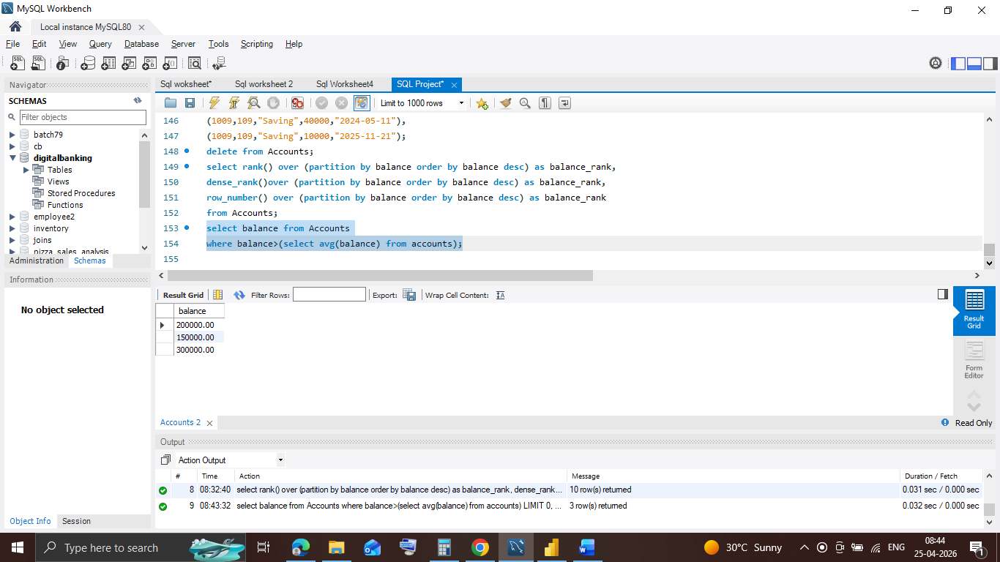 MySQL Workbench
Local instance MySQL80
File Edit View Query Database Server Tools Scripting Help
Navigator
SCHEMAS
Filter objects
batch79
cb
digitalbanking
Tables
Views
Stored Procedures
Functions
employee2
inventory
joins
pizza_sales_analysis
Administration Schemas
Information
No object selected
Object Info Session
Sql woksheet* Sql worksheet 2 Sql Worksheet4 SQL Project*
Limit to 1000 rows
146 (1009,109,"Saving",40000,"2024-05-11"),
147 (1009,109,"Saving",10000,"2025-11-21");
148 delete from Accounts;
149 select rank() over (partition by balance order by balance desc) as balance_rank,
150 dense_rank()over (partition by balance order by balance desc) as balance_rank,
151 row_number() over (partition by balance order by balance desc) as balance_rank
152 from Accounts;
153 select balance from Accounts
154 where balance>(select avg(balance) from accounts);
155
Result Grid Filter Rows: Export: Wrap Cell Content:
balance
200000.00
150000.00
300000.00
Result Grid
Form Editor
Accounts 2
Read Only
Output
Action Output
# Time Action Message Duration / Fetch
8 08:32:40 select rank() over (partition by balance order by balance desc) as balance_rank, dense_rank... 10 row(s) returned 0.031 sec / 0.000 sec
9 08:43:32 select balance from Accounts where balance>(select avg(balance) from accounts) LIMIT 0, ... 3 row(s) returned 0.032 sec / 0.000 sec
Type here to search
30°C Sunny
ENG
08:44
25-04-2026
1